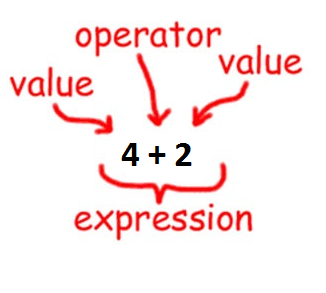 operator
value
value
4 + 2
expression